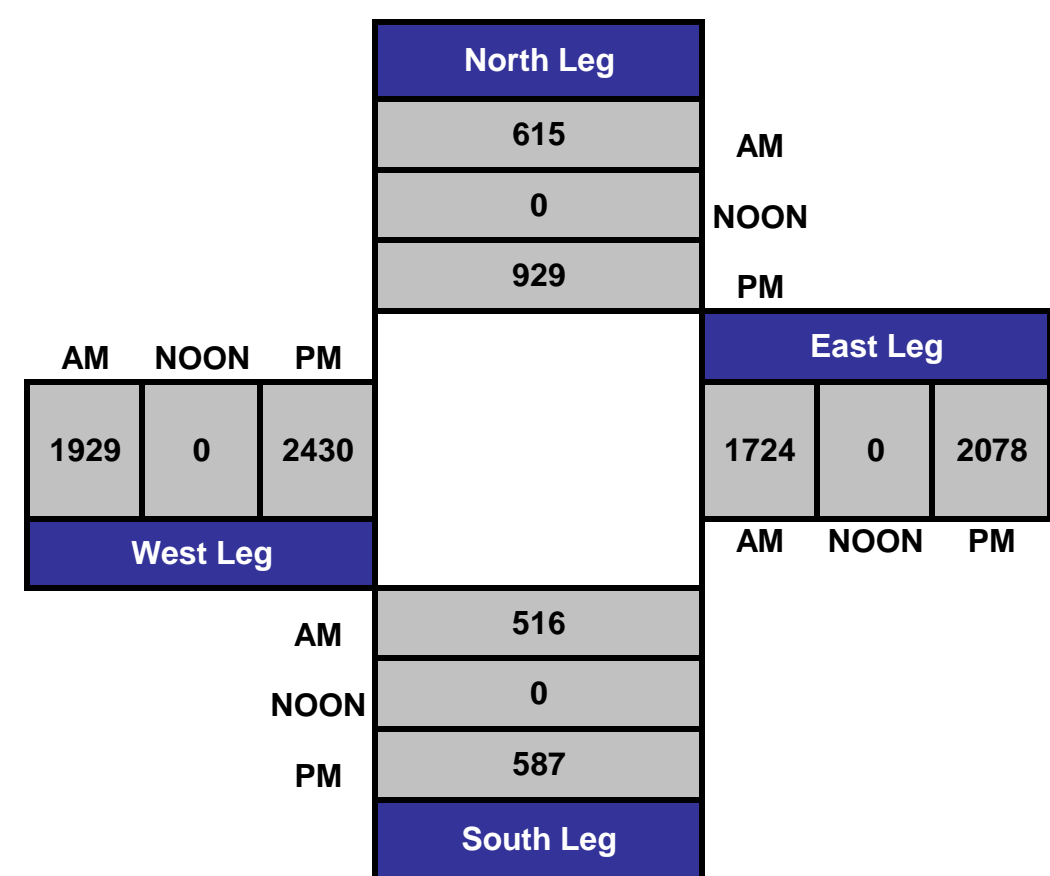 North Leg
615 AM
0 NOON
929 PM
East Leg
AM NOON PM
1929 0 2430
1724 0 2078
West Leg
AM NOON PM
AM 516
NOON 0
PM 587
South Leg